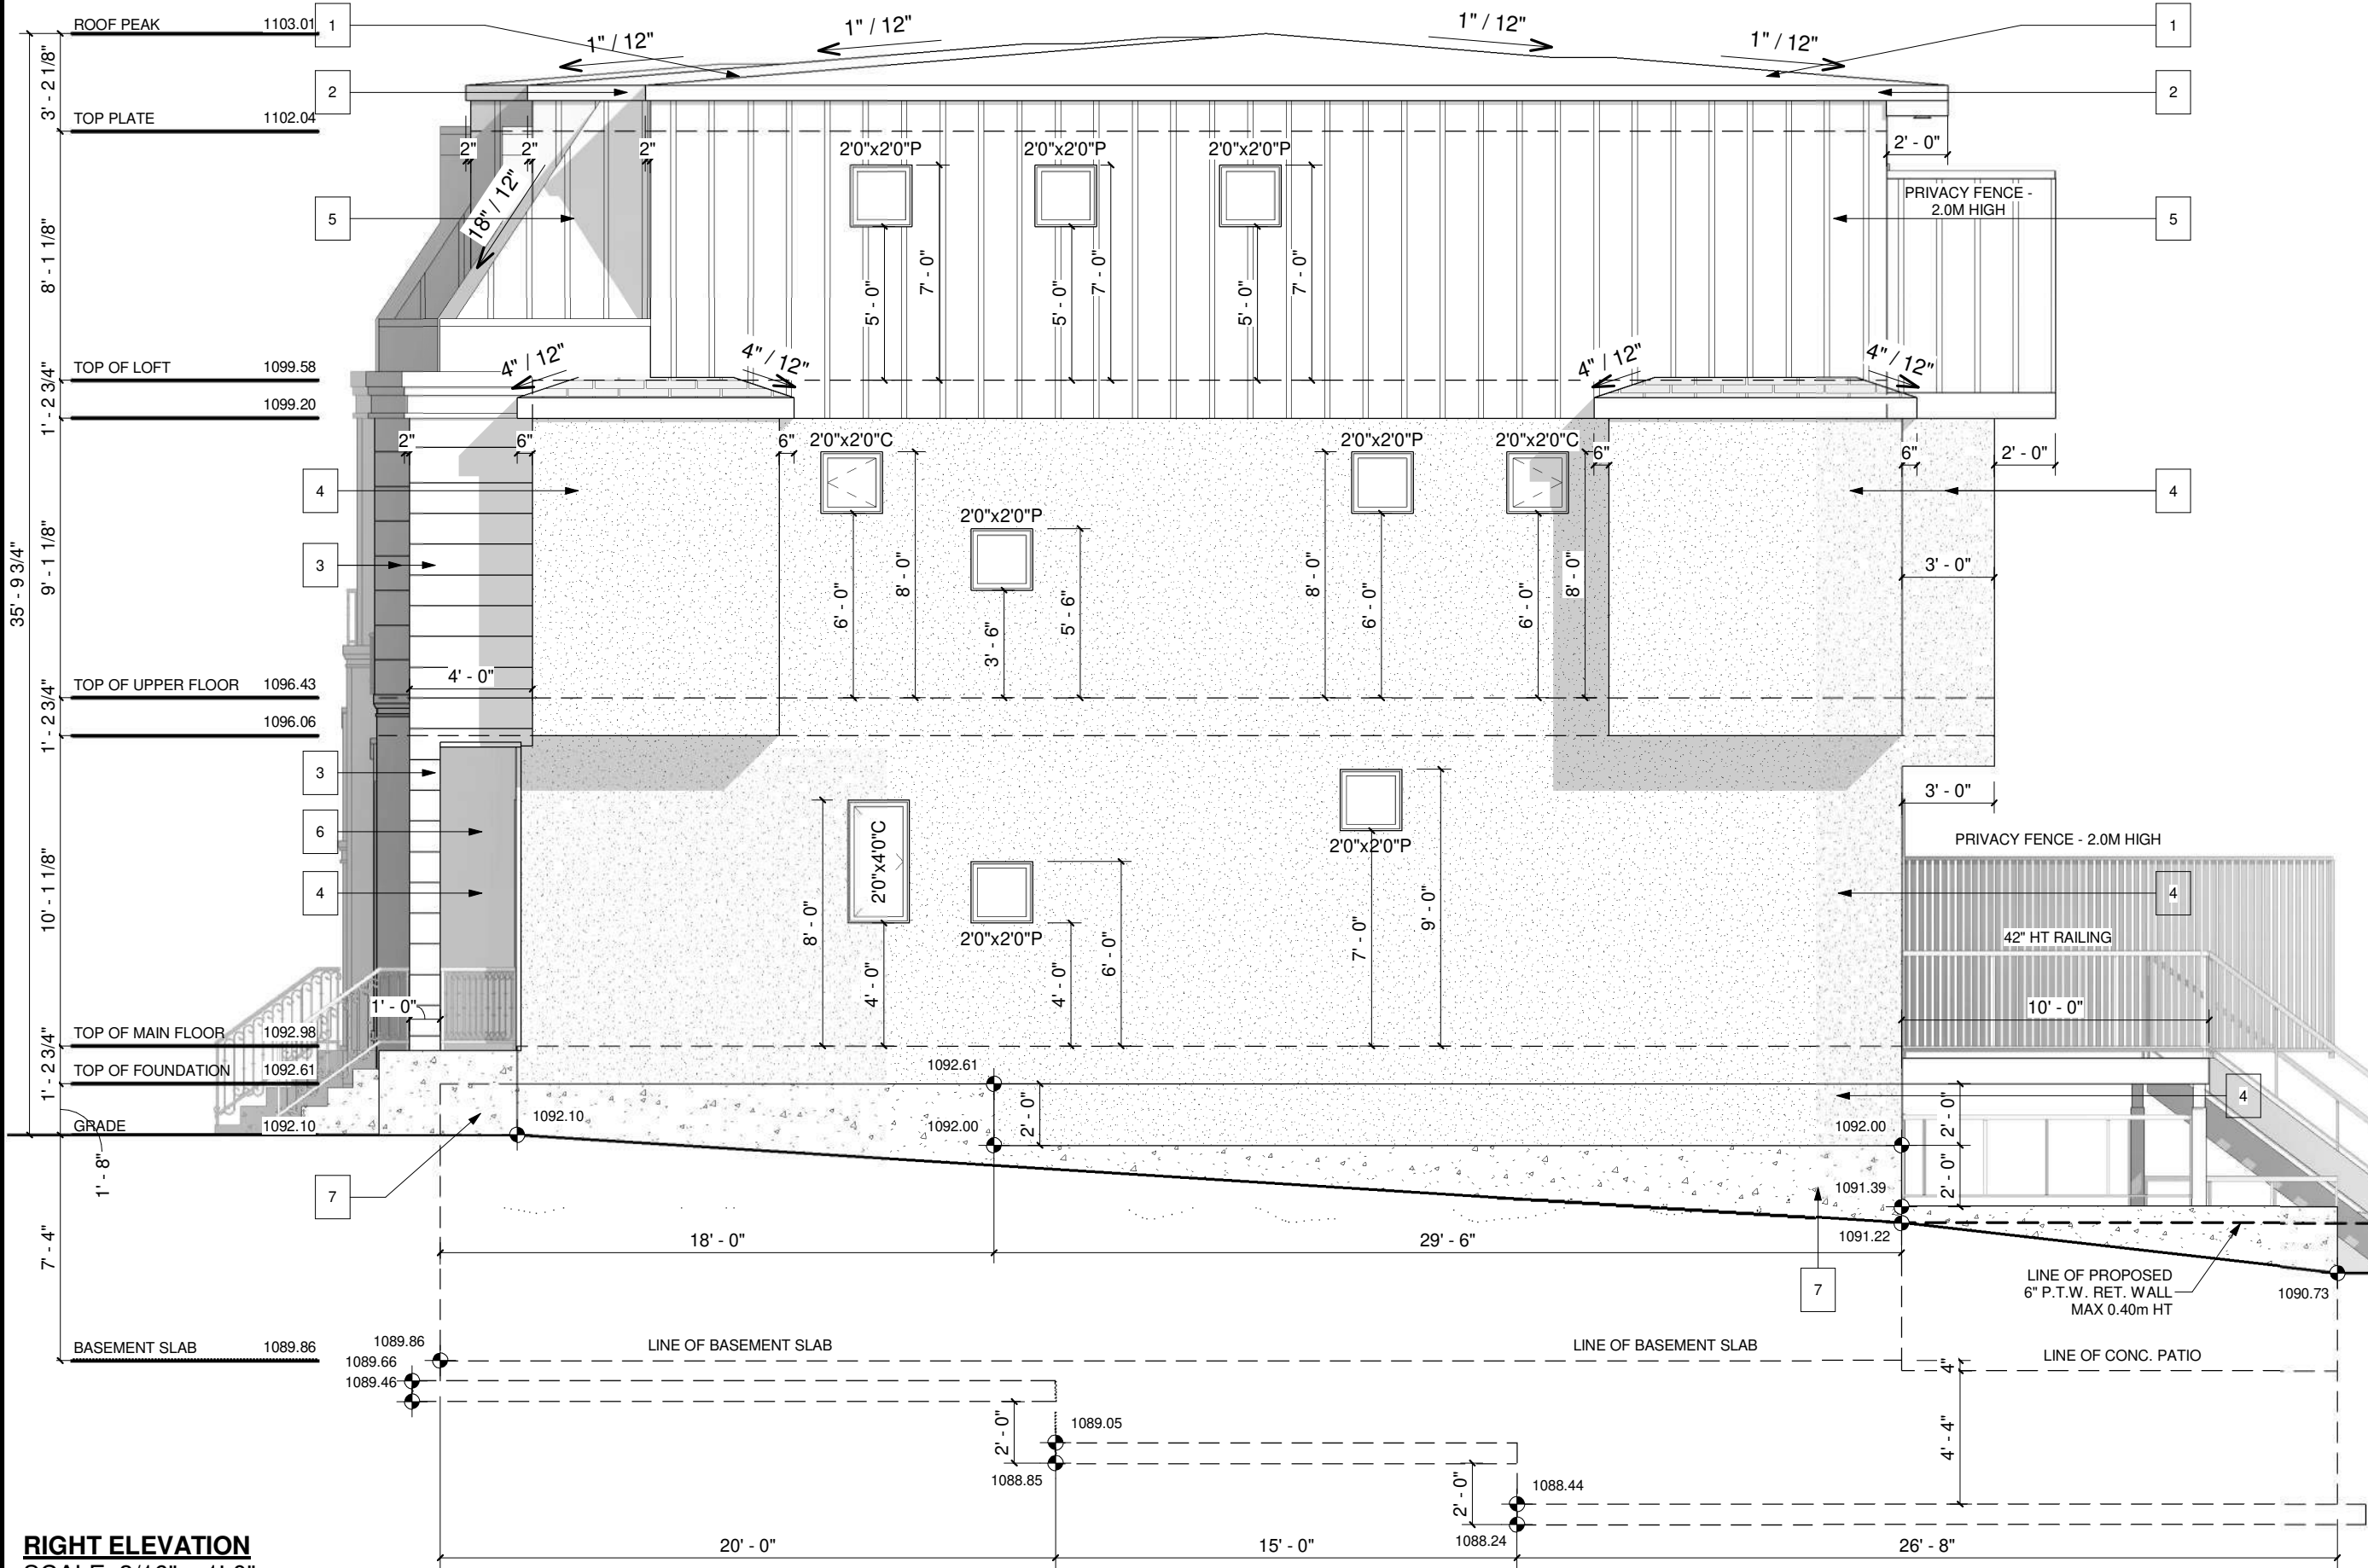 ROOF PEAK 1103.01
1
1" / 12"
1" / 12"
1" / 12"
1" / 12"
1
3' - 2 1/8"
2
2
TOP PLATE 1102.04
2"
2"
2"
2'0"x2'0"P
2'0"x2'0"P
2'0"x2'0"P
2' - 0"
18" / 12"
5
PRIVACY FENCE -
2.0M HIGH
5
8' - 1 1/8"
5' - 0"
7' - 0"
5' - 0"
7' - 0"
5' - 0"
7' - 0"
TOP OF LOFT 1099.58
4" / 12"
4" / 12"
4" / 12"
4" / 12"
1' - 2 3/4"
1099.20
2"
6"
6"
2'0"x2'0"C
2'0"x2'0"P
2'0"x2'0"C
6"
6"
2' - 0"
4
4
2'0"x2'0"P
35' - 9 3/4"
9' - 1 1/8"
3
6' - 0"
8' - 0"
3' - 6"
5' - 6"
8' - 0"
6' - 0"
6' - 0"
8' - 0"
3' - 0"
4' - 0"
TOP OF UPPER FLOOR 1096.43
1' - 2 3/4"
1096.06
3
3' - 0"
6
2'0"x4'0"C
2'0"x2'0"P
PRIVACY FENCE - 2.0M HIGH
4
4
10' - 1 1/8"
8' - 0"
4' - 0"
2'0"x2'0"P
4' - 0"
6' - 0"
7' - 0"
9' - 0"
42" HT RAILING
1' - 0"
10' - 0"
TOP OF MAIN FLOOR 1092.98
1' - 2 3/4"
TOP OF FOUNDATION 1092.61
1092.61
4
GRADE 1092.10
1092.10
1092.00
2' - 0"
1092.00
2' - 0"
1' - 8"
7
1091.39
2' - 0"
18' - 0"
29' - 6"
1091.22
7' - 4"
7
LINE OF PROPOSED
6" P.T.W. RET. WALL
MAX 0.40m HT
1090.73
BASEMENT SLAB 1089.86
1089.86
LINE OF BASEMENT SLAB
LINE OF BASEMENT SLAB
4"
LINE OF CONC. PATIO
1089.66
1089.46
2' - 0"
1089.05
1088.85
4' - 4"
2' - 0"
1088.44
1088.24
RIGHT ELEVATION
20' - 0"
15' - 0"
26' - 8"